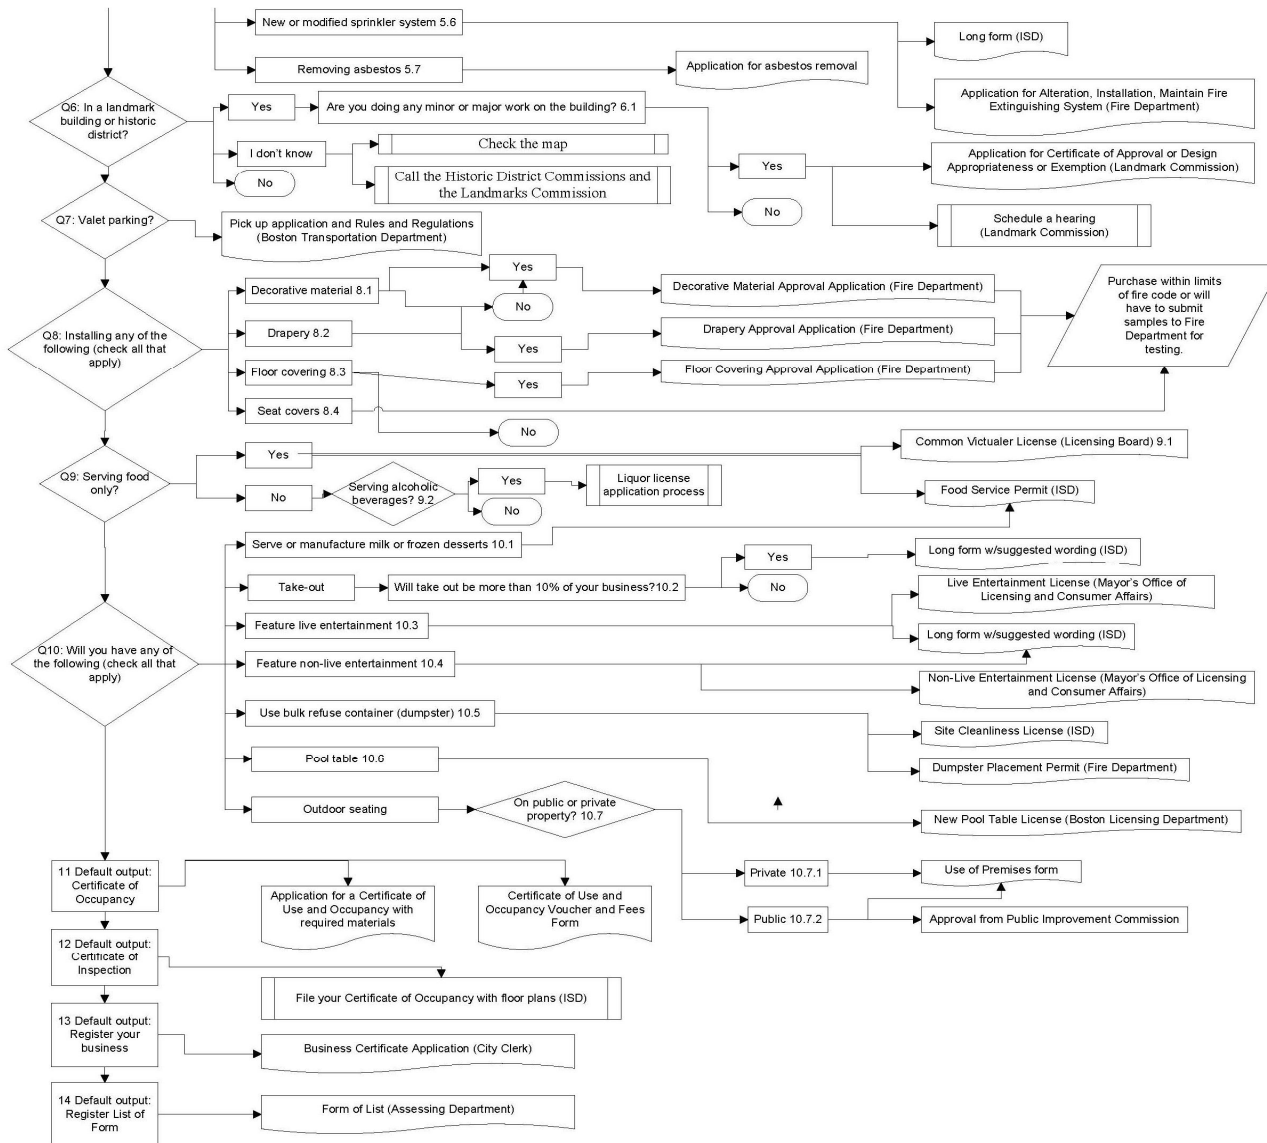 New or modified sprinkler system 5.6
Long form (ISD)
Removing asbestos 5.7
Application for asbestos removal
Application for Alteration, Installation, Maintain Fire
Extinguishing System (Fire Department)
Q6: In a landmark
building or historic
district?
Yes
Are you doing any minor or major work on the building? 6.1
I don't know
Check the map
No
Call the Historic District Commissions and
the Landmarks Commission
Yes
Application for Certificate of Approval or Design
Appropriateness or Exemption (Landmark Commission)
No
Schedule a hearing
(Landmark Commission)
Q7: Valet parking?
Pick up application and Rules and Regulations
(Boston Transportation Department)
Q8: Installing any of the
following (check all that
apply)
Decorative material 8.1
Yes
No
Decorative Material Approval Application (Fire Department)
Drapery 8.2
Yes
Drapery Approval Application (Fire Department)
Floor covering 8.3
Yes
Floor Covering Approval Application (Fire Department)
Seat covers 8.4
No
Purchase within limits
of fire code or will
have to submit
samples to Fire
Department for
testing.
Q9: Serving food
only?
Yes
Common Victualer License (Licensing Board) 9.1
Food Service Permit (ISD)
No
Serving alcoholic
beverages? 9.2
Yes
No
Liquor license
application process
Q10: Will you have any of
the following (check all that
apply)
Serve or manufacture milk or frozen desserts 10.1
Take-out
Will take out be more than 10% of your business?10.2
Yes
No
Long form w/suggested wording (ISD)
Feature live entertainment 10.3
Live Entertainment License (Mayor's Office of
Licensing and Consumer Affairs)
Long form w/suggested wording (ISD)
Feature non-live entertainment 10.4
Non-Live Entertainment License (Mayor's Office of Licensing
and Consumer Affairs)
Use bulk refuse container (dumpster) 10.5
Site Cleanliness License (ISD)
Dumpster Placement Permit (Fire Department)
Pool table 10.6
New Pool Table License (Boston Licensing Department)
Outdoor seating
On public or private
property? 10.7
Private 10.7.1
Use of Premises form
Public 10.7.2
Approval from Public Improvement Commission
11 Default output:
Certificate of
Occupancy
Application for a Certificate of
Use and Occupancy with
required materials
Certificate of Use and
Occupancy Voucher and Fees
Form
12 Default output:
Certificate of
Inspection
File your Certificate of Occupancy with floor plans (ISD)
13 Default output:
Register your
business
Business Certificate Application (City Clerk)
14 Default output:
Register List of
Form
Form of List (Assessing Department)